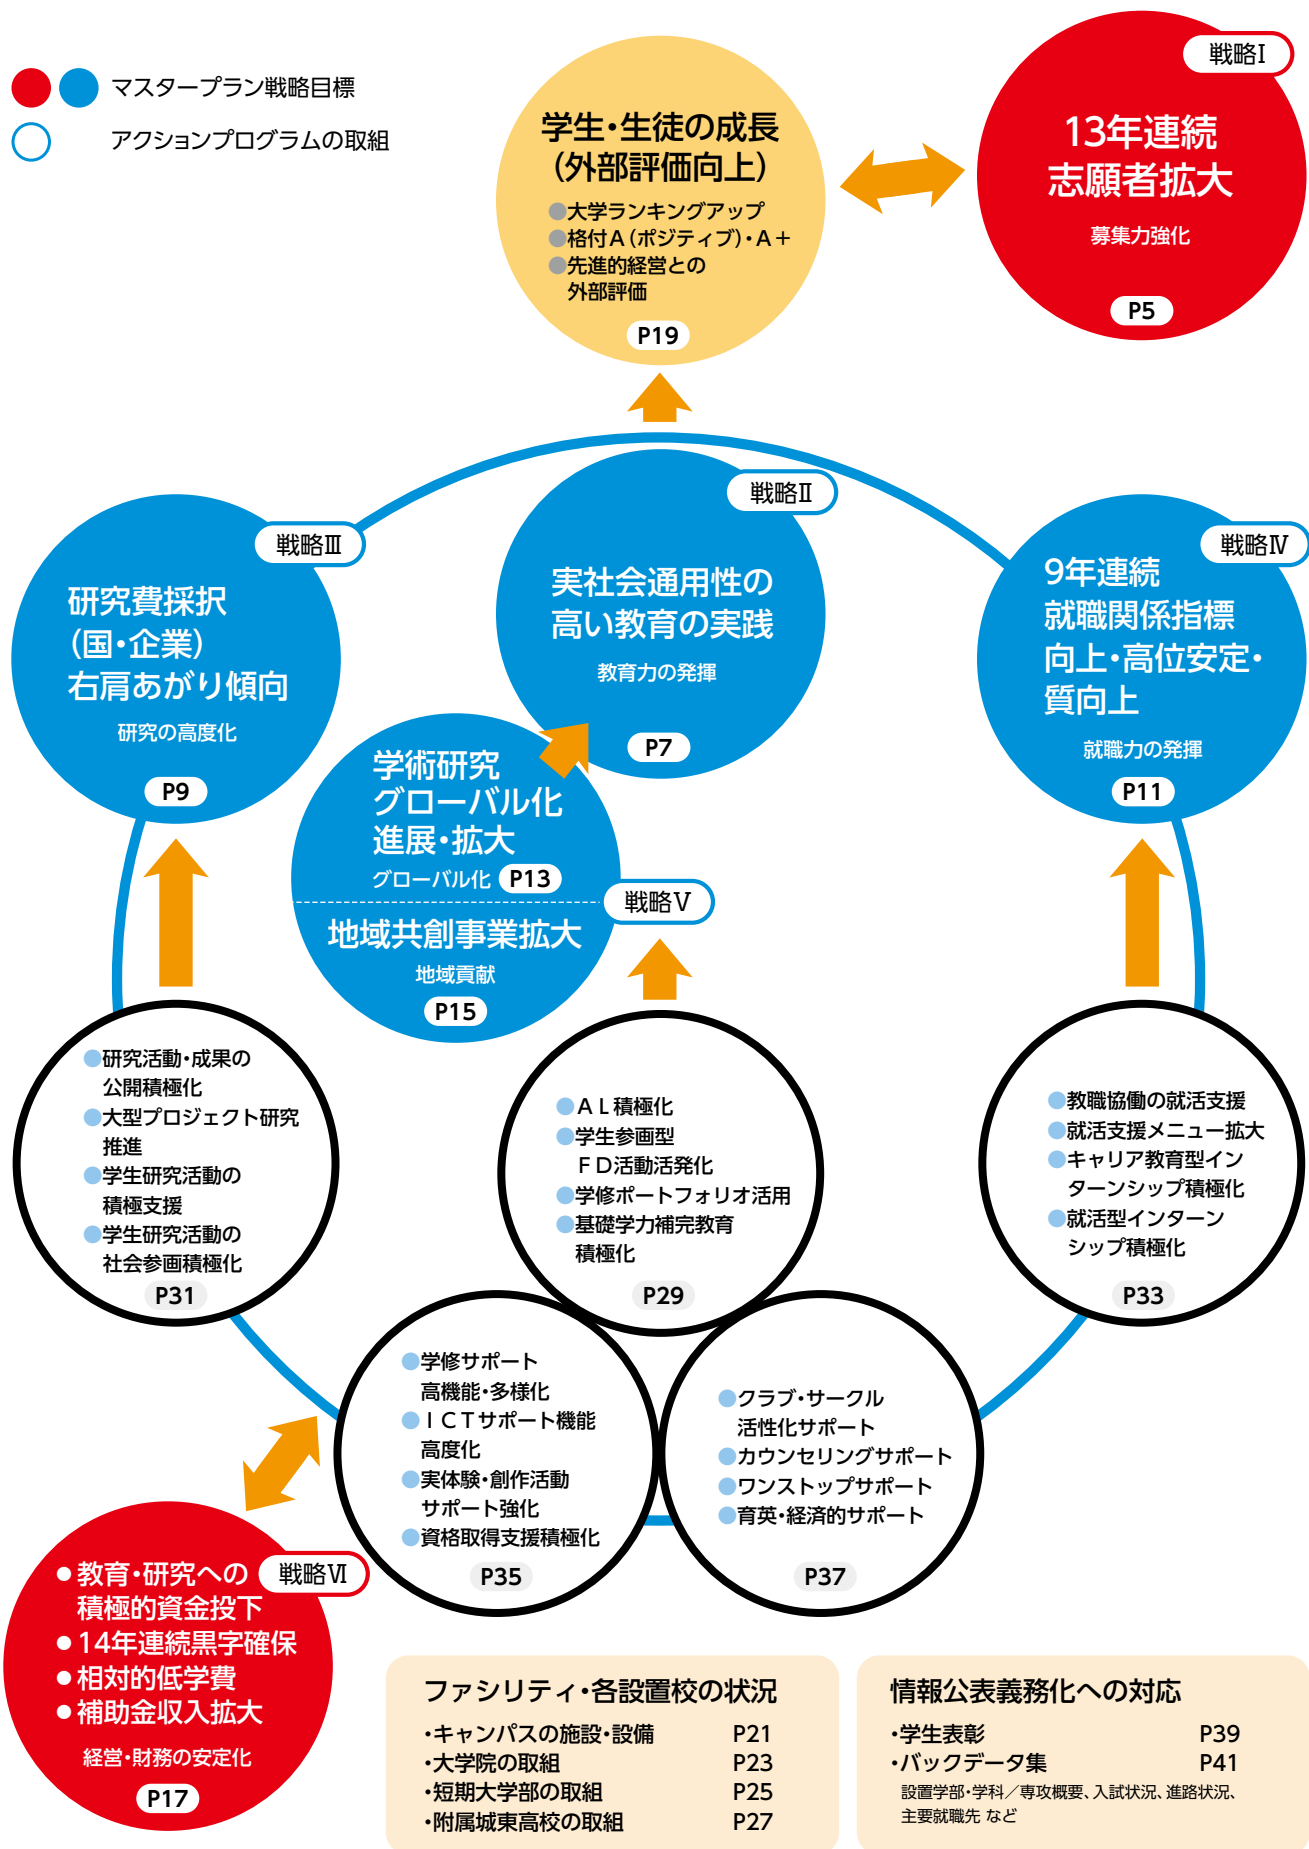 マスタープラン戦略目標
アクションプログラムの取組
学生・生徒の成長
（外部評価向上）
●大学ランキングアップ
●格付A（ポジティブ）・A＋
●先進的経営との
外部評価
P19
戦略Ⅰ
13年連続
志願者拡大
募集力強化
P5
戦略Ⅲ
研究費採択
（国・企業）
右肩あがり傾向
研究の高度化
P9
戦略Ⅱ
実社会通用性の
高い教育の実践
教育力の発揮
P7
戦略Ⅳ
9年連続
就職関係指標
向上・高位安定・
質向上
就職力の発揮
P11
学術研究
グローバル化
進展・拡大
グローバル化 P13
戦略Ⅴ
地域共創事業拡大
地域貢献
P15
●研究活動・成果の
公開積極化
●大型プロジェクト研究
推進
●学生研究活動の
積極支援
●学生研究活動の
社会参画積極化
P31
●ＡＬ積極化
●学生参画型
ＦＤ活動活発化
●学修ポートフォリオ活用
●基礎学力補完教育
積極化
P29
●教職協働の就活支援
●就活支援メニュー拡大
●キャリア教育型イン
ターンシップ積極化
●就活型インターン
シップ積極化
P33
●学修サポート
高機能・多様化
●ＩＣＴサポート機能
高度化
●実体験・創作活動
サポート強化
●資格取得支援積極化
P35
●クラブ・サークル
活性化サポート
●カウンセリングサポート
●ワンストップサポート
●育英・経済的サポート
P37
戦略Ⅵ
●教育・研究への
積極的資金投下
●14年連続黒字確保
●相対的低学費
●補助金収入拡大
経営・財務の安定化
P17
ファシリティ・各設置校の状況
・キャンパスの施設・設備 P21
・大学院の取組 P23
・短期大学部の取組 P25
・附属城東高校の取組 P27
情報公表義務化への対応
・学生表彰 P39
・バックデータ集 P41
設置学部・学科／専攻概要、入試状況、進路状況、
主要就職先 など